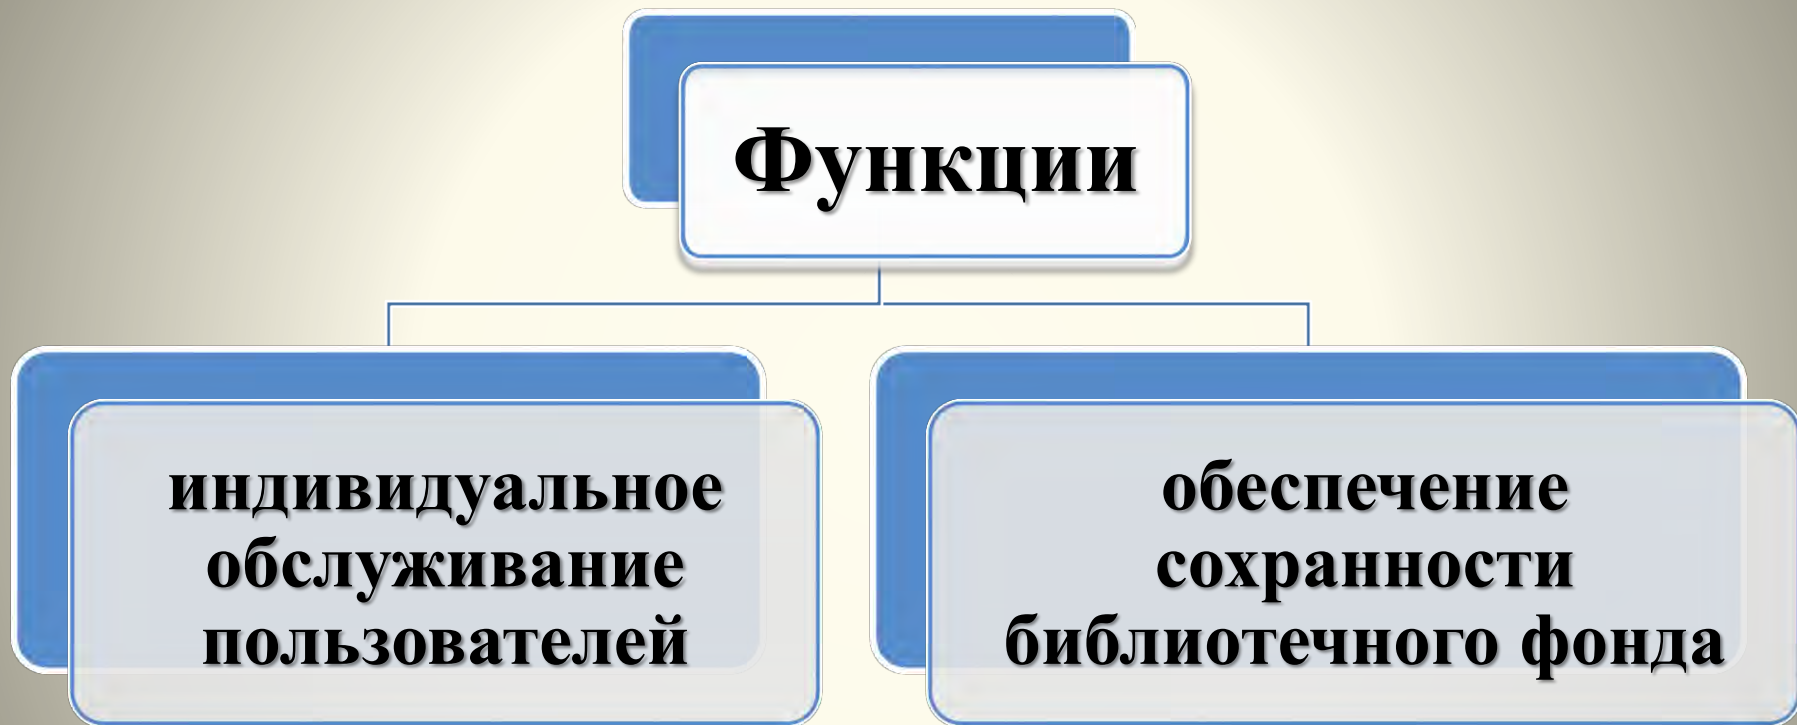 Функции
индивидуальное
обслуживание
пользователей
обеспечение
сохранности
библиотечного фонда